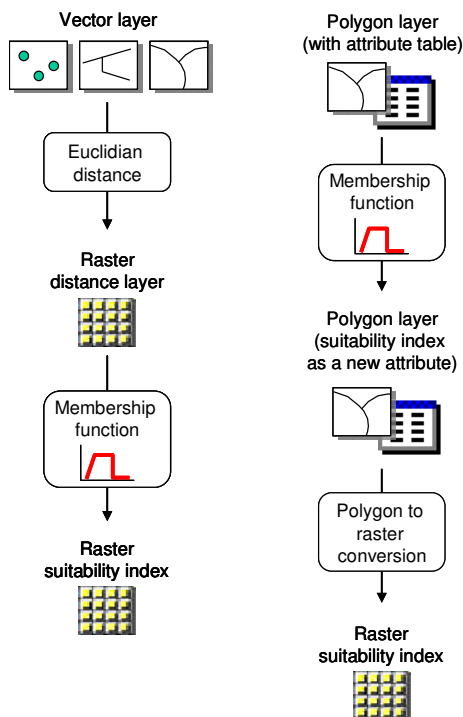 Vector layer
Euclidian
distance
Raster
distance layer
Membership
function
Raster
suitability index
Polygon layer
(with attribute table)
Membership
function
Polygon layer
(suitability index
as a new attribute)
Polygon to
raster
conversion
Raster
suitability index